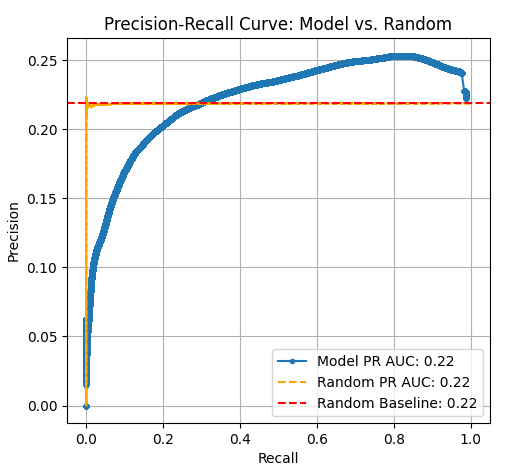 Precision-Recall Curve: Model vs. Random
Precision
0.25
0.20
0.15
0.10
0.05
0.00
0.0 0.2 0.4 0.6 0.8 1.0
Recall
Model PR AUC: 0.22
Random PR AUC: 0.22
Random Baseline: 0.22